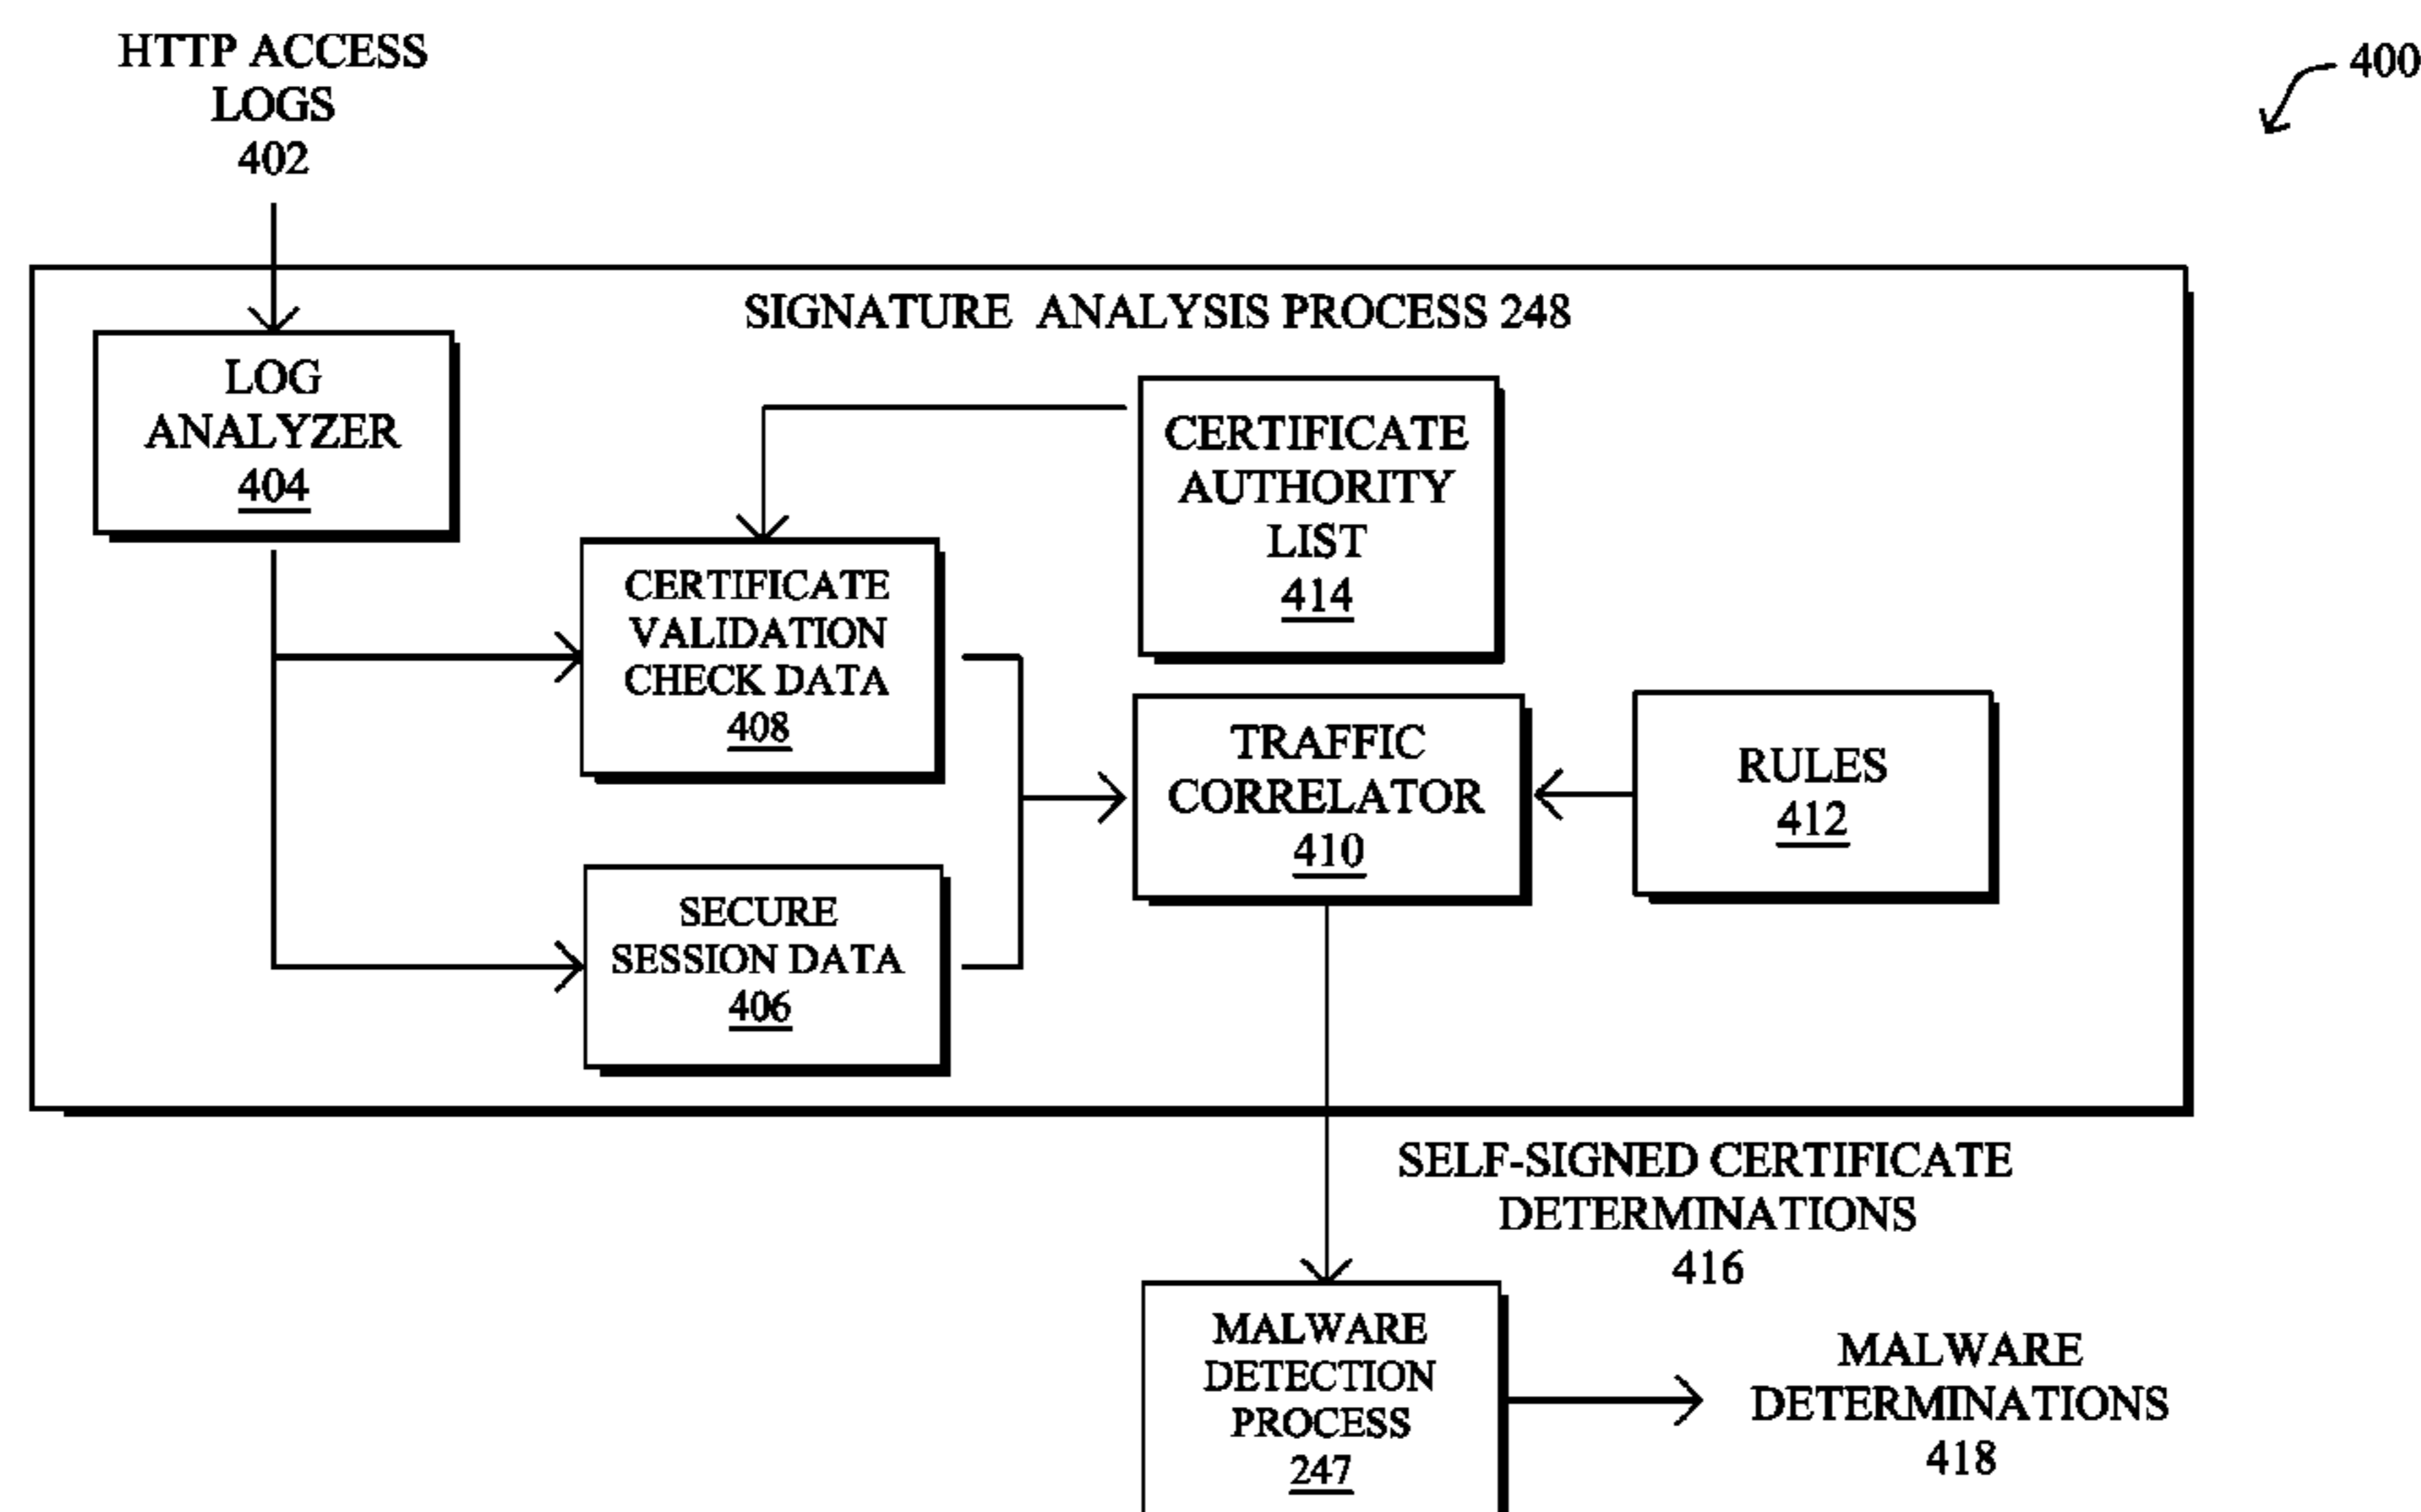 HTTP ACCESS
LOGS
402
400
SIGNATURE ANALYSIS PROCESS 248
LOG
ANALYZER
404
CERTIFICATE
AUTHORITY
LIST
414
CERTIFICATE
VALIDATION
CHECK DATA
408
TRAFFIC
CORRELATOR
410
RULES
412
SECURE
SESSION DATA
406
SELF-SIGNED CERTIFICATE
DETERMINATIONS
416
MALWARE
DETECTION
PROCESS
247
MALWARE
DETERMINATIONS
418